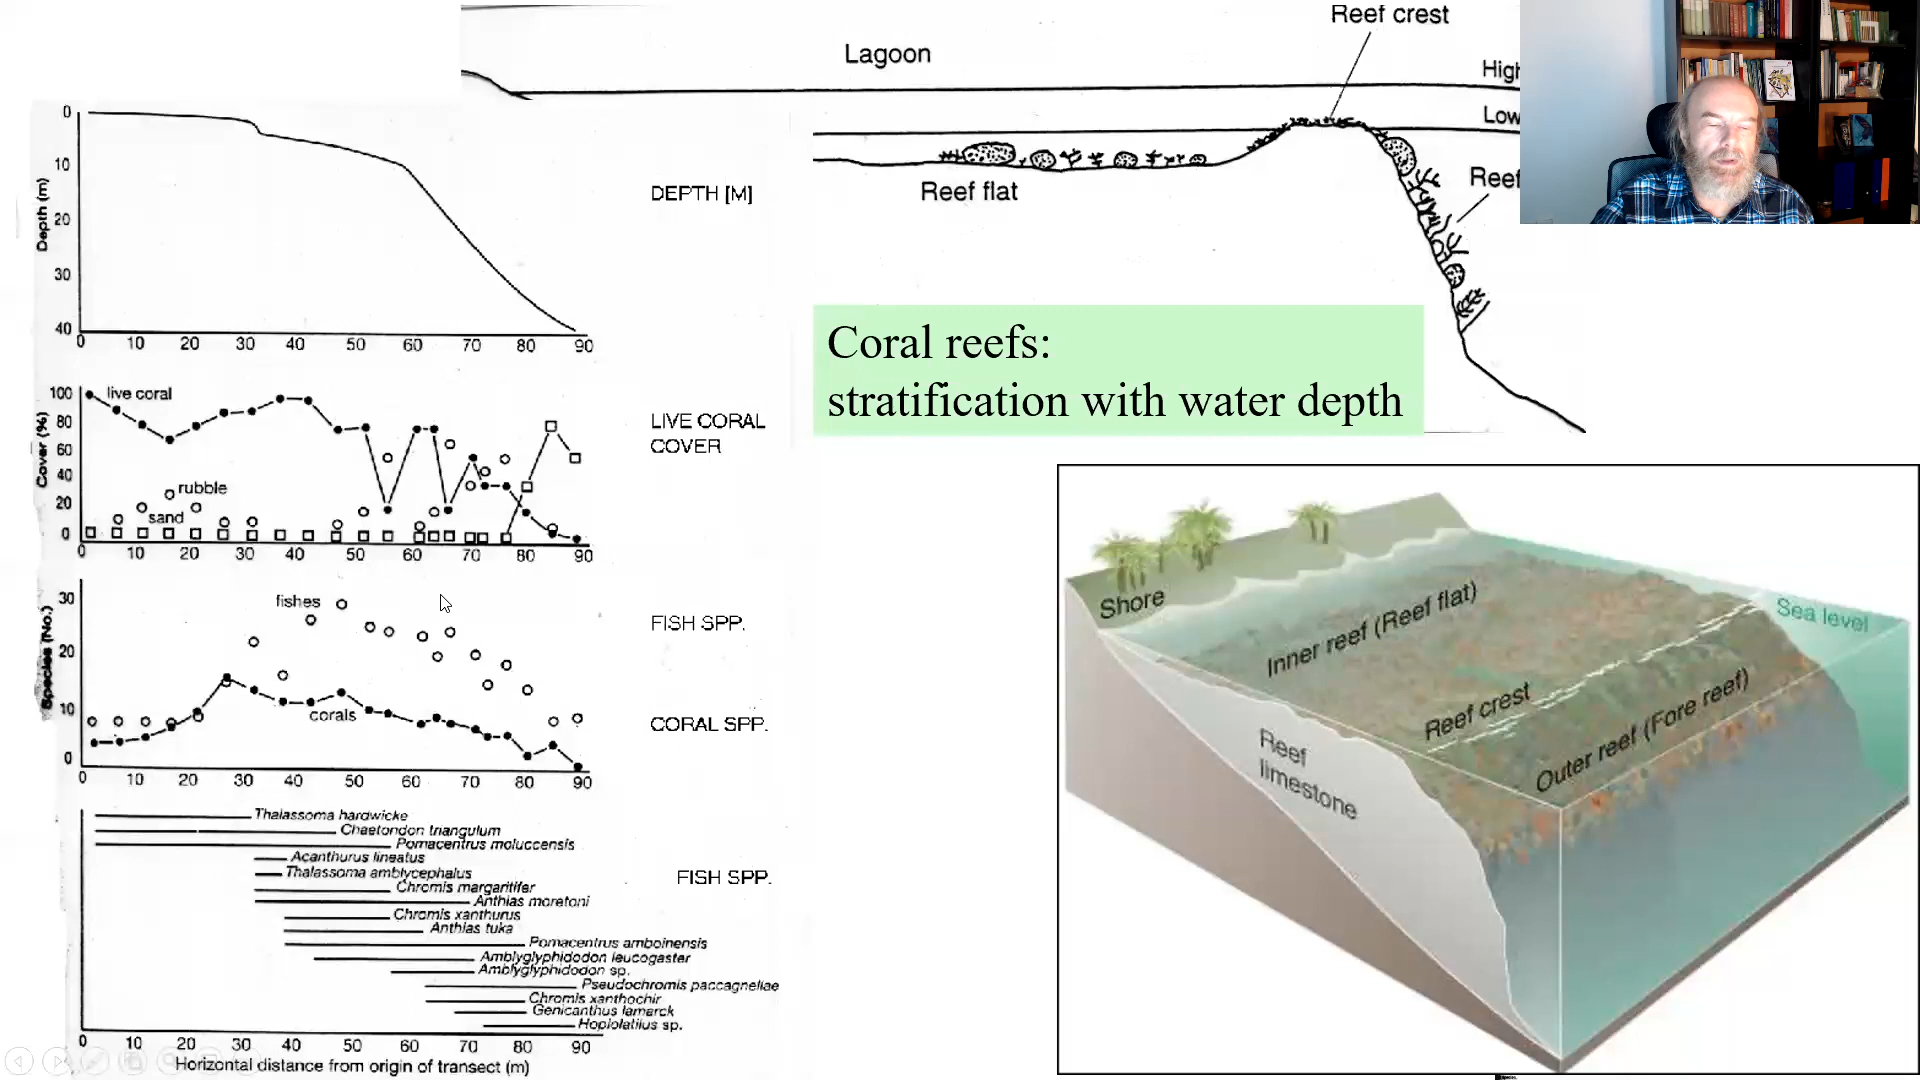 Reef crest
Lagoon
High
Low
Reef flat
Reef
Coral reefs:
stratification with water depth
0
10
20
30
40
Depth (m)
0 10 20 30 40 50 60 70 80 90
DEPTH [M]
100
80
60
40
20
0
Cover (%)
live coral
rubble
sand
0 10 20 30 40 50 60 70 80 90
LIVE CORAL
COVER
30
20
10
0
Species (No.)
fishes
corals
0 10 20 30 40 50 60 70 80 90
FISH SPP.
CORAL SPP.
Thalassoma hardwicke
Chaetondon triangulum
Pomacentrus moluccensis
Acanthurus lineatus
Thalassoma amblycephalus
Chromis margaritifer
Anthias moretoni
Chromis xanthurus
Anthias tuka
Pomacentrus amboinensis
Amblyglyphidodon leucogaster
Amblyglyphidodon sp.
Pseudochromis paccagnellae
Chromis xanthochir
Genicanthus lamarck
Hoplolatilus sp.
FISH SPP.
0 10 20 30 40 50 60 70 80 90
Horizontal distance from origin of transect (m)
Shore
Inner reef (Reef flat)
Sea level
Reef crest
Outer reef (Fore reef)
Reef
limestone